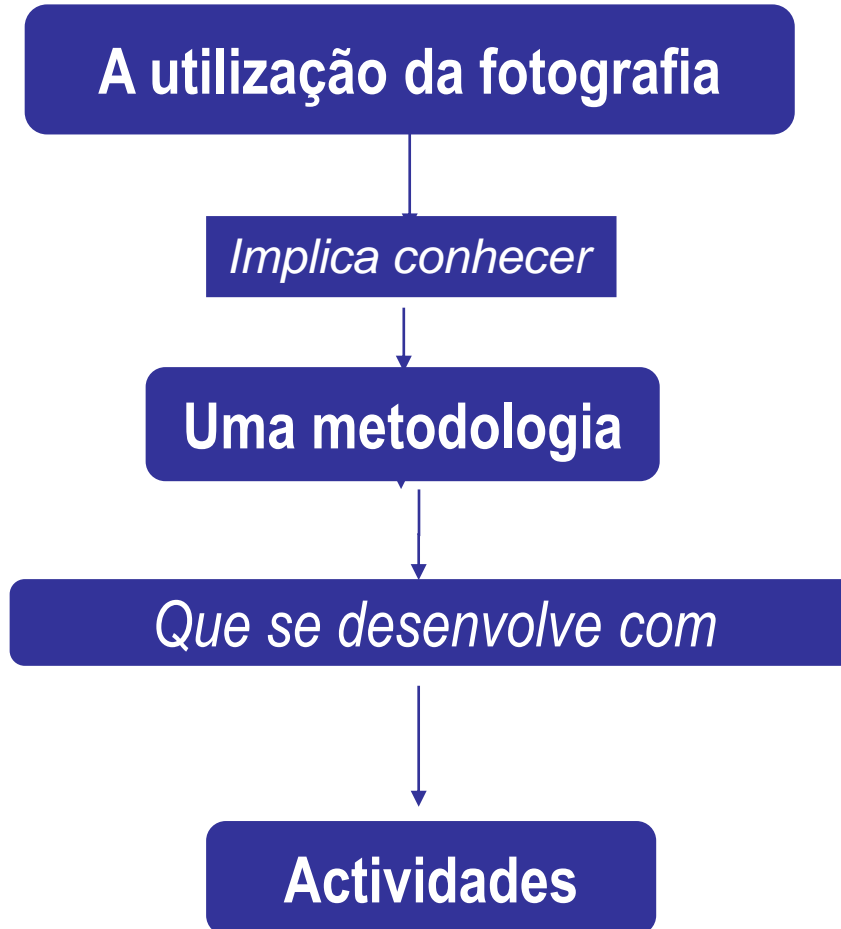 A utilização da fotografia
Implica conhecer
Uma metodologia
Que se desenvolve com
Actividades